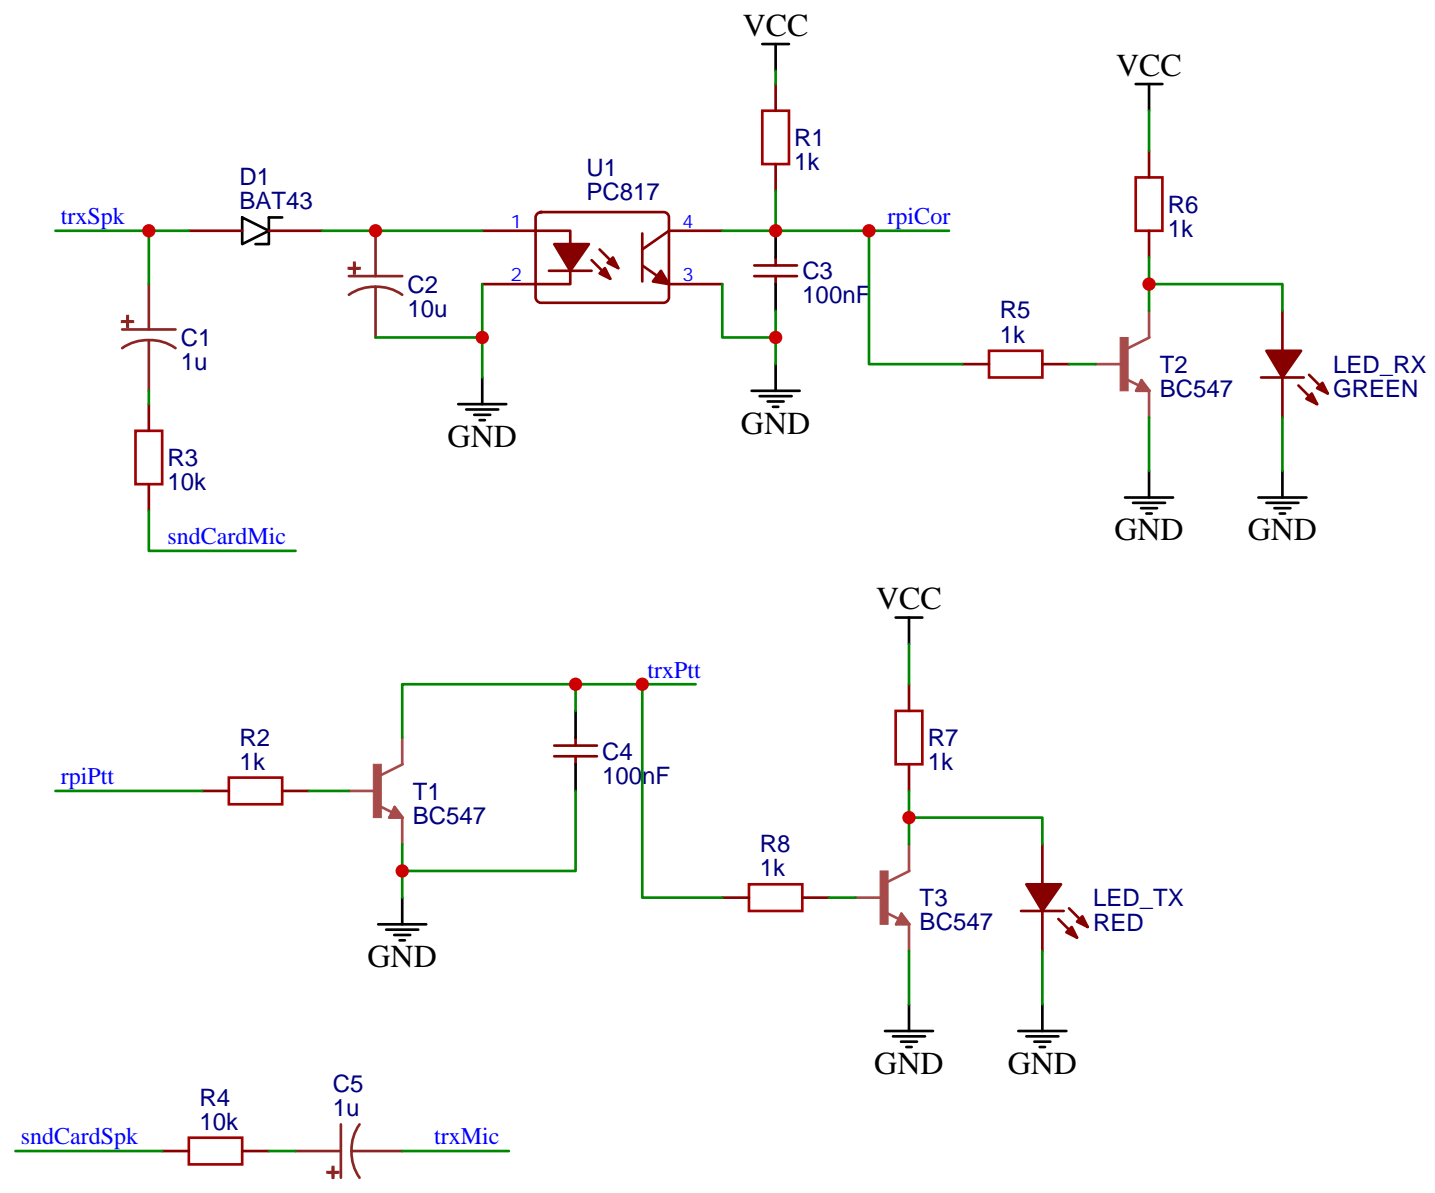 VCC
VCC
R1
1k
U1
PC817
D1
BAT43
R6
1k
trxSpk
1
4
rpiCor
2
3
C3
100nF
C2
10u
+
R5
1k
+
C1
1u
T2
BC547
LED_RX
GREEN
GND
GND
R3
10k
GND
GND
sndCardMic
VCC
trxPtt
R2
1k
R7
1k
C4
100nF
rpiPtt
T1
BC547
R8
1k
T3
BC547
LED_TX
RED
GND
GND
GND
C5
1u
R4
10k
sndCardSpk
trxMic
+